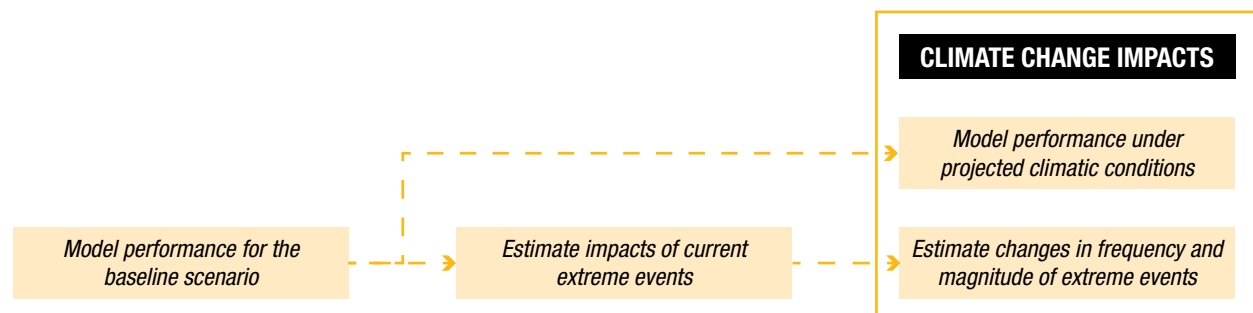 CLIMATE CHANGE IMPACTS
Model performance under
projected climatic conditions
Model performance for the
baseline scenario
Estimate impacts of current
extreme events
Estimate changes in frequency and
magnitude of extreme events